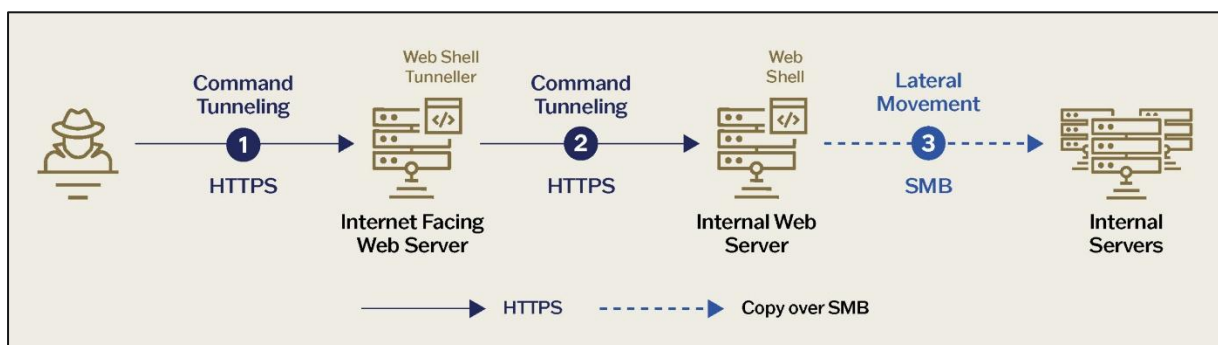 Web Shell
Tunneller
Web
Shell
Command
Tunneling
1
HTTPS
Command
Tunneling
2
HTTPS
Lateral
Movement
3
SMB
</>
</>
Internet Facing
Web Server
Internal Web
Server
Internal
Servers
HTTPS
Copy over SMB